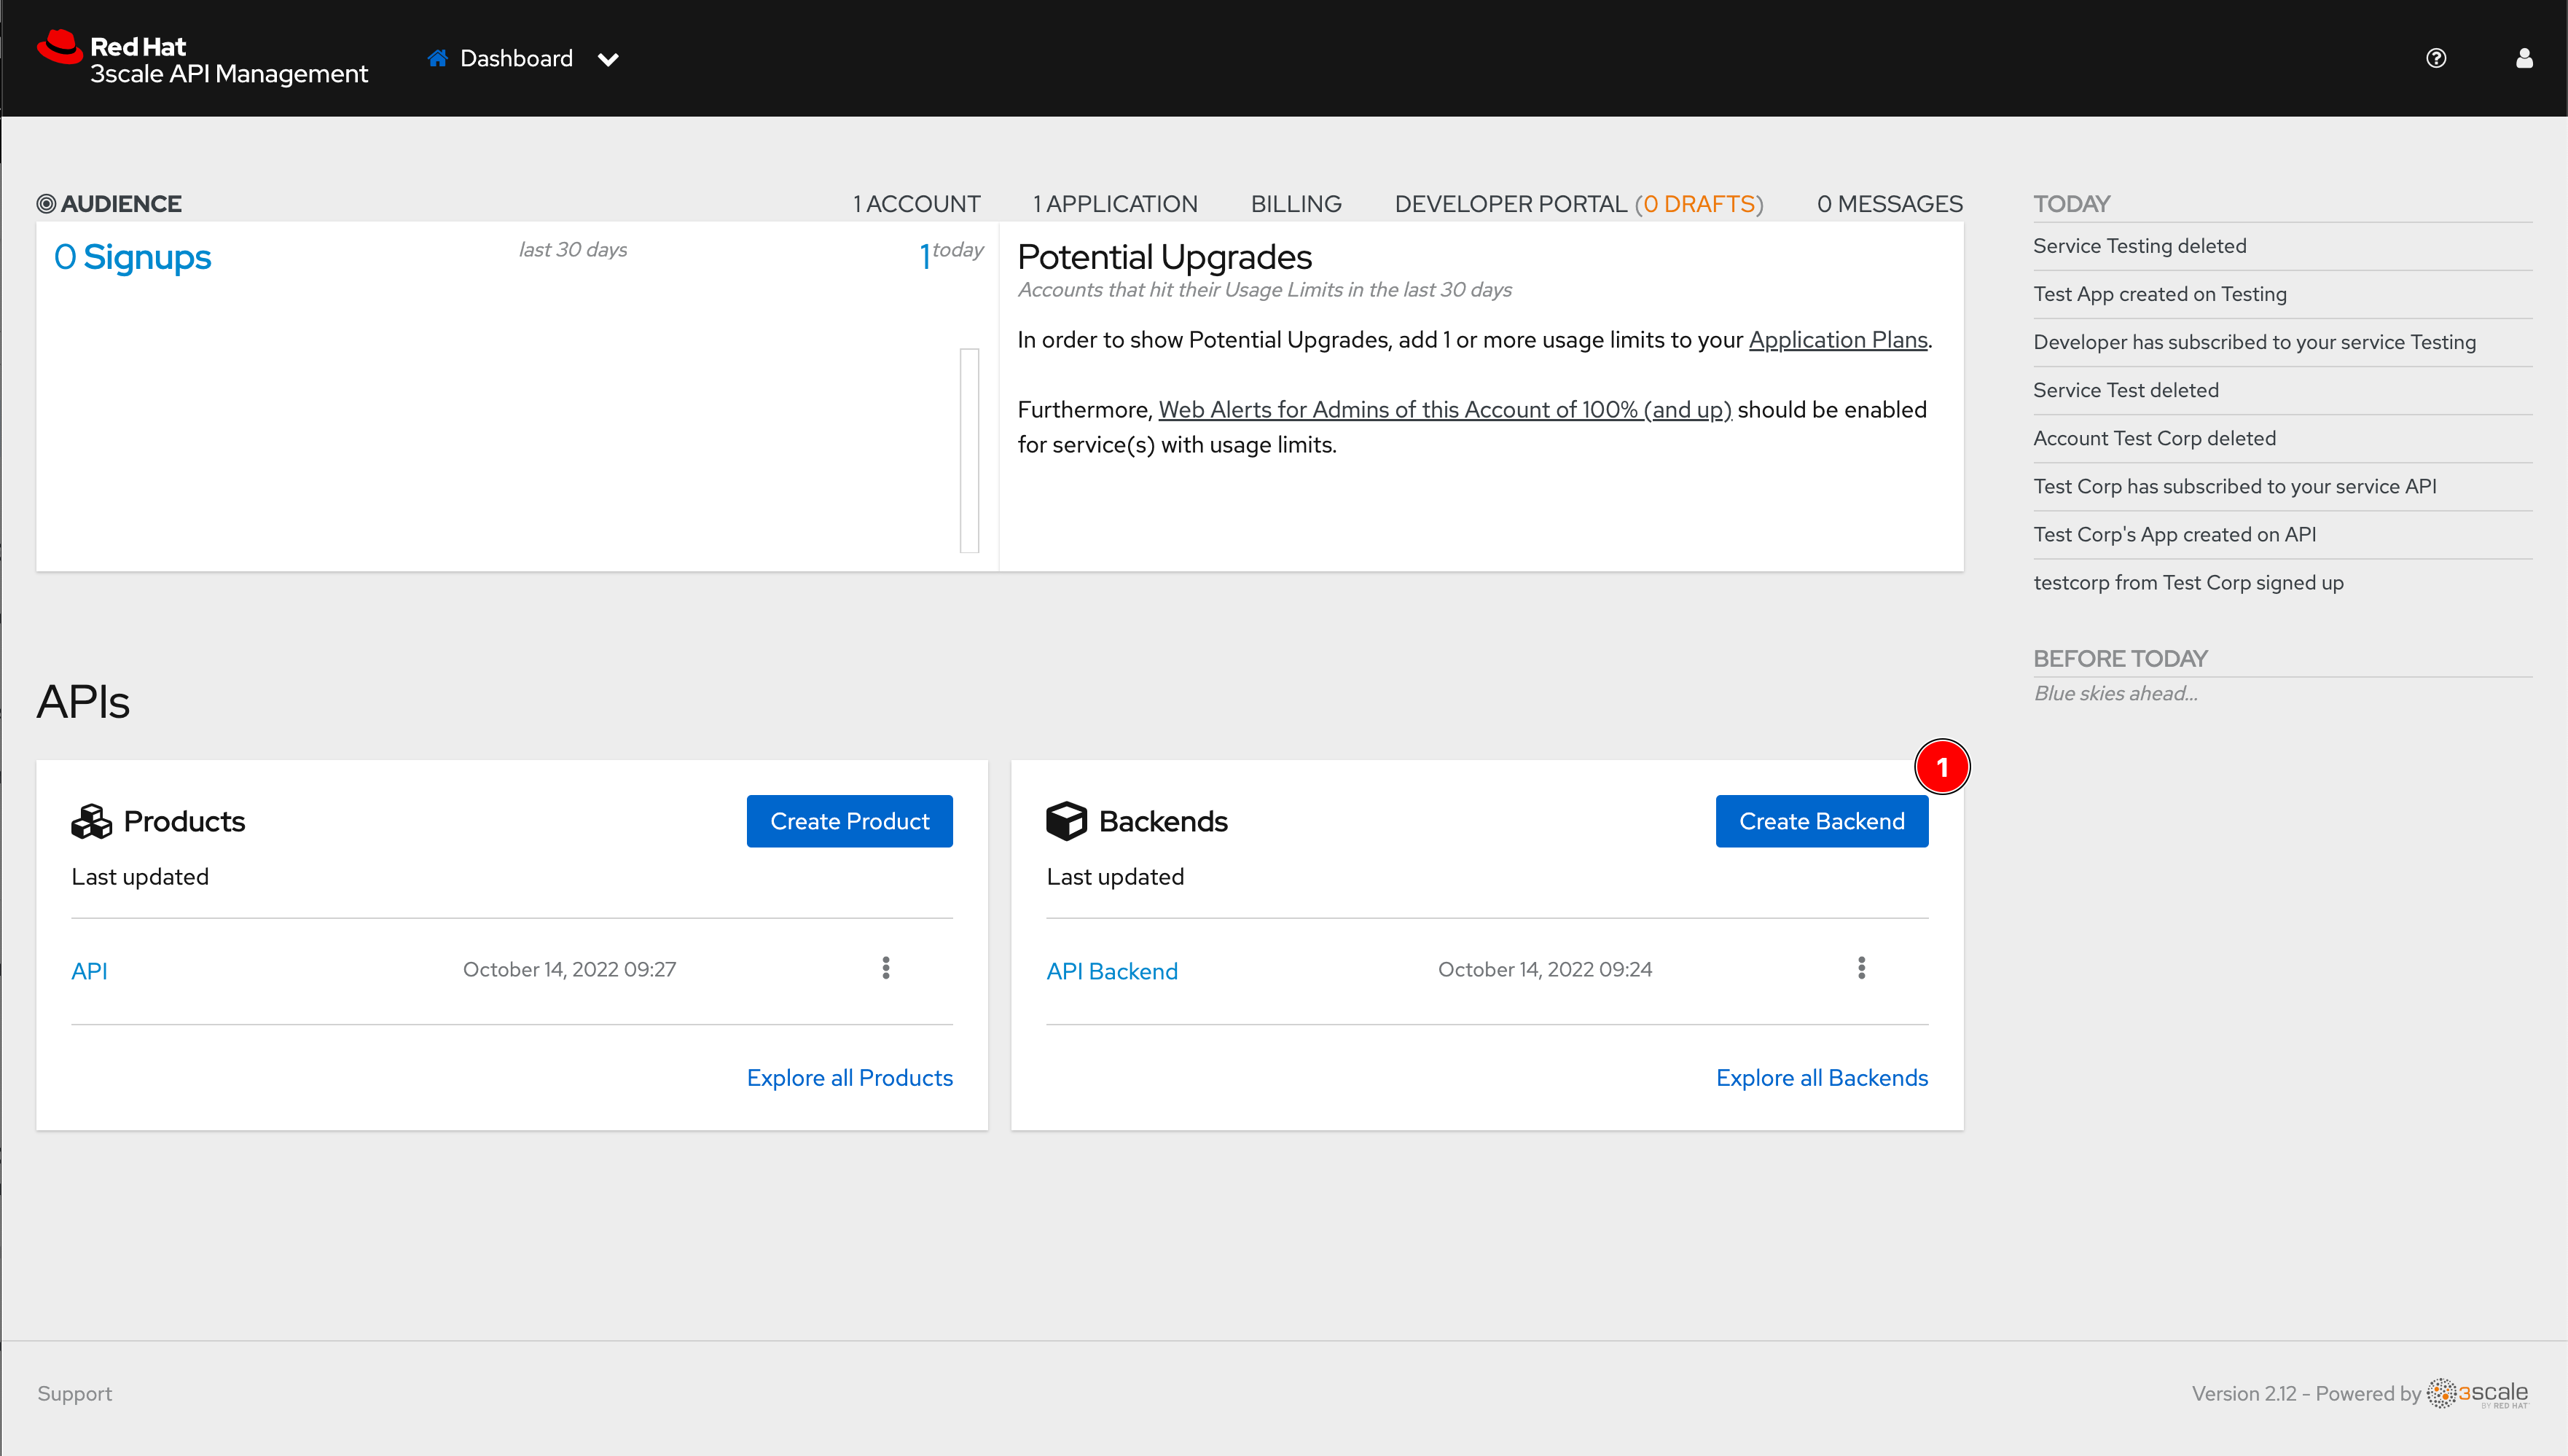 Red Hat
3scale API Management
Dashboard
AUDIENCE
1 ACCOUNT
1 APPLICATION
BILLING
DEVELOPER PORTAL (0 DRAFTS)
0 MESSAGES
0 Signups
last 30 days
1 today
Potential Upgrades
Accounts that hit their Usage Limits in the last 30 days
In order to show Potential Upgrades, add 1 or more usage limits to your Application Plans.
Furthermore, Web Alerts for Admins of this Account of 100% (and up) should be enabled
for service(s) with usage limits.
TODAY
Service Testing deleted
Test App created on Testing
Developer has subscribed to your service Testing
Service Test deleted
Account Test Corp deleted
Test Corp has subscribed to your service API
Test Corp's App created on API
testcorp from Test Corp signed up
BEFORE TODAY
Blue skies ahead...
APIs
Products
Create Product
Last updated
API
October 14, 2022 09:27
Explore all Products
1
Backends
Create Backend
Last updated
API Backend
October 14, 2022 09:24
Explore all Backends
Support
Version 2.12 - Powered by
3scale
BY RED HAT